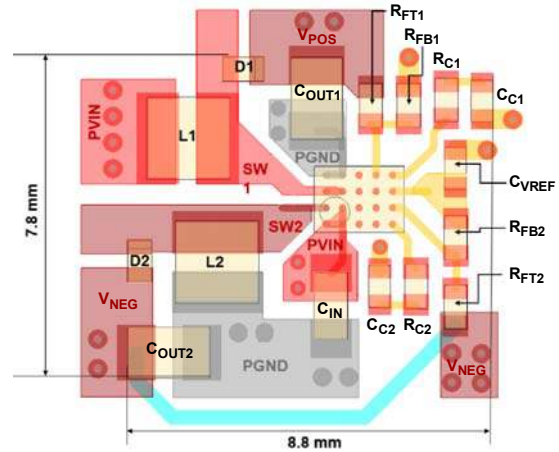 RFT1
RFB1
RC1
VPOS
D1
COUT1
CC1
PVIN
L1
PGND
SW
1
CVREF
7.8 mm
SW2
PVIN
RFB2
D2
L2
RFT2
VNEG
CIN
CC2
RC2
COUT2
PGND
VNEG
8.8 mm